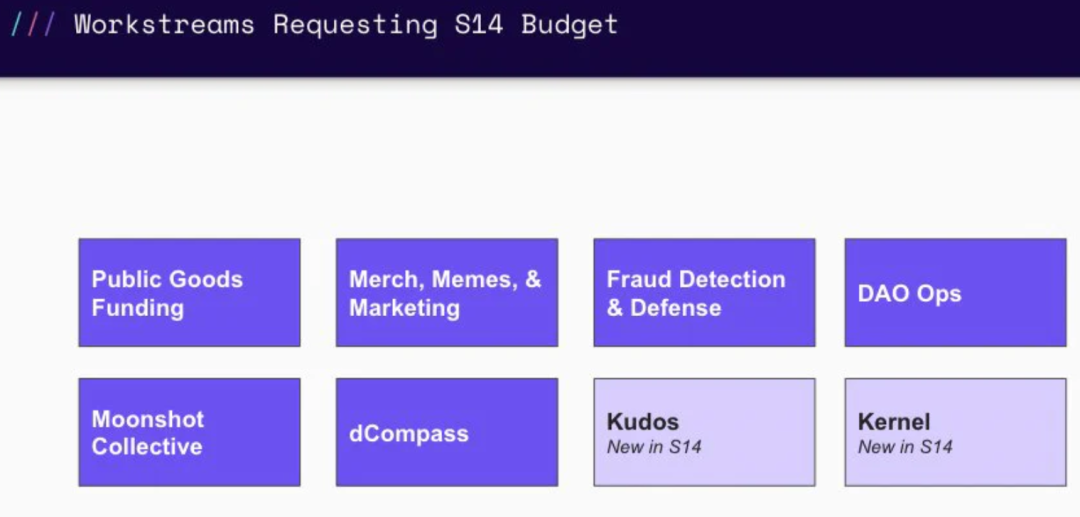 /// Workstreams Requesting S14 Budget
Public Goods
Funding
Merch, Memes, &
Marketing
Fraud Detection
& Defense
DAO Ops
Moonshot
Collective
dCompass
Kudos
New in S14
Kernel
New in S14